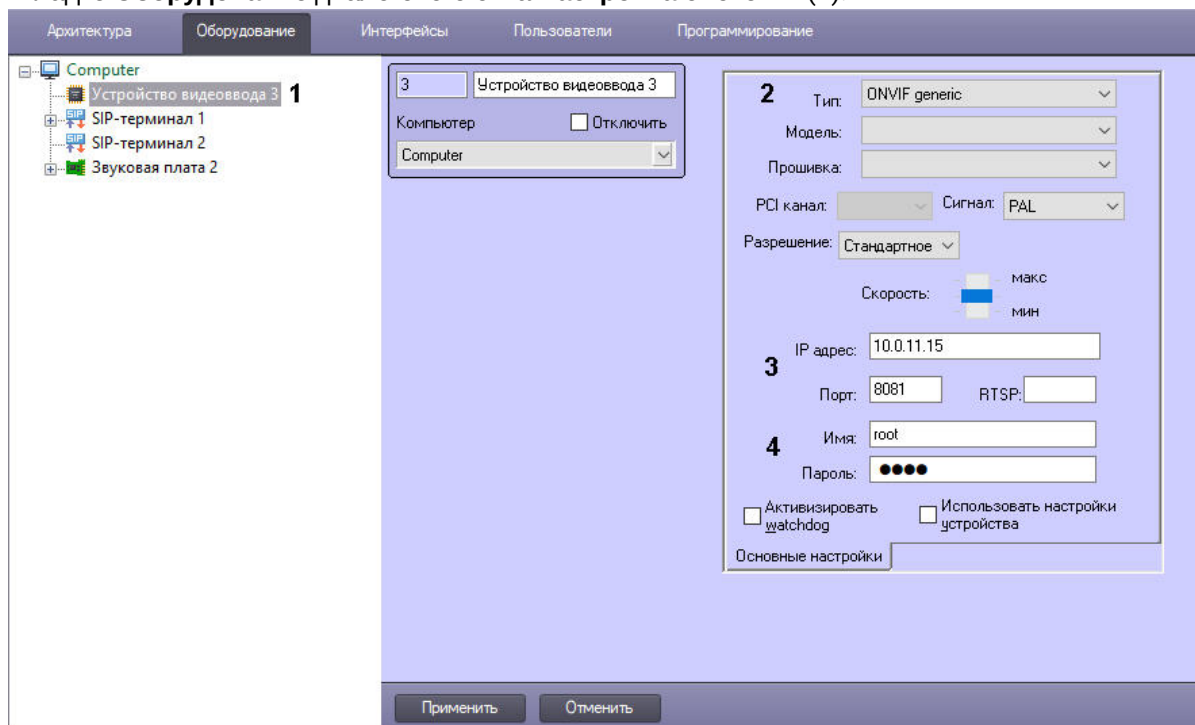 Архитектура Оборудование Интерфейсы Пользователи Программирование
Computer
Устройство видеоввода 3 1
SIP-терминал 1
SIP-терминал 2
Звуковая плата 2
3 Устройство видеоввода 3
Компьютер Отключить
Computer
2 Тип: ONVIF generic
Модель:
Прошивка:
PCI канал: Сигнал: PAL
Разрешение: Стандартное
макс
Скорость:
мин
IP адрес: 10.0.11.15
3
Порт: 8081 RTSP:
4 Имя: root
Пароль: ●●●●
Активизировать watchdog
Использовать настройки устройства
Основные настройки
Применить Отменить